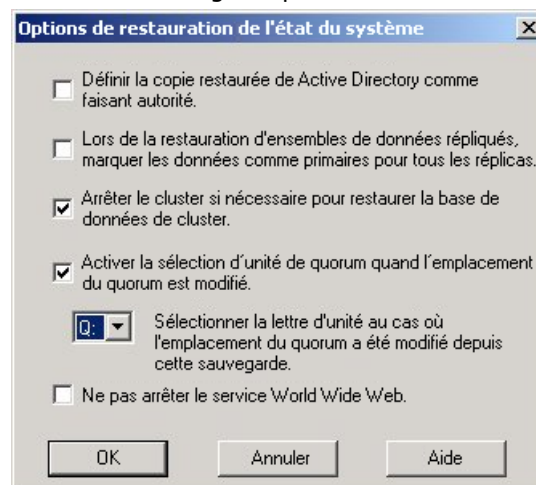 Options de restauration de l'état du système
Définir la copie restaurée de Active Directory comme
faisant autorité.
Lors de la restauration d'ensembles de données répliqués,
marquer les données comme primaires pour tous les réplicas.
Arrêter le cluster si nécessaire pour restaurer la base de
données de cluster.
Activer la sélection d´unité de quorum quand l´emplacement
du quorum est modifié.
Q: Sélectionner la lettre d'unité au cas où
l'emplacement du quorum a été modifié depuis
cette sauvegarde.
Ne pas arrêter le service World Wide Web.
OK Annuler Aide